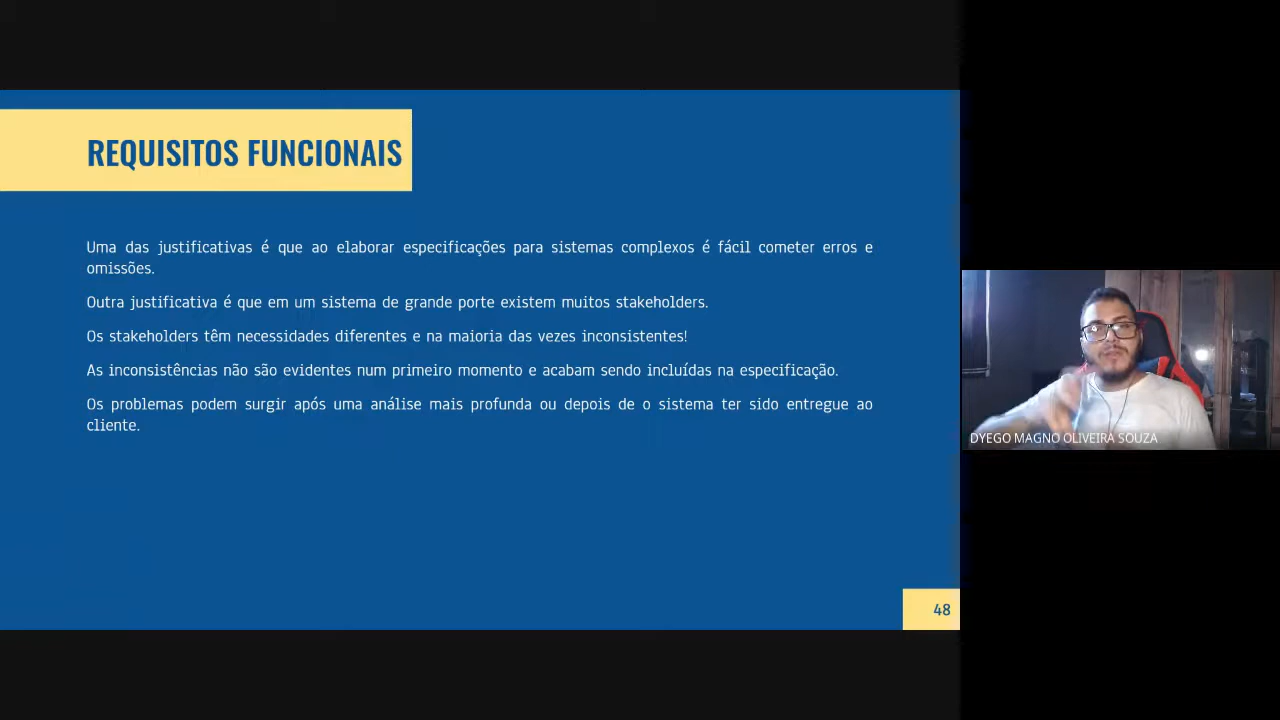 REQUISITOS FUNCIONAIS
Uma das justificativas é que ao elaborar especificações para sistemas complexos é fácil cometer erros e
omissões.
Outra justificativa é que em um sistema de grande porte existem muitos stakeholders.
Os stakeholders têm necessidades diferentes e na maioria das vezes inconsistentes!
As inconsistências não são evidentes num primeiro momento e acabam sendo incluídas na especificação.
Os problemas podem surgir após uma análise mais profunda ou depois de o sistema ter sido entregue ao
cliente.
48
DYEGO MAGNO OLIVEIRA SOUZA